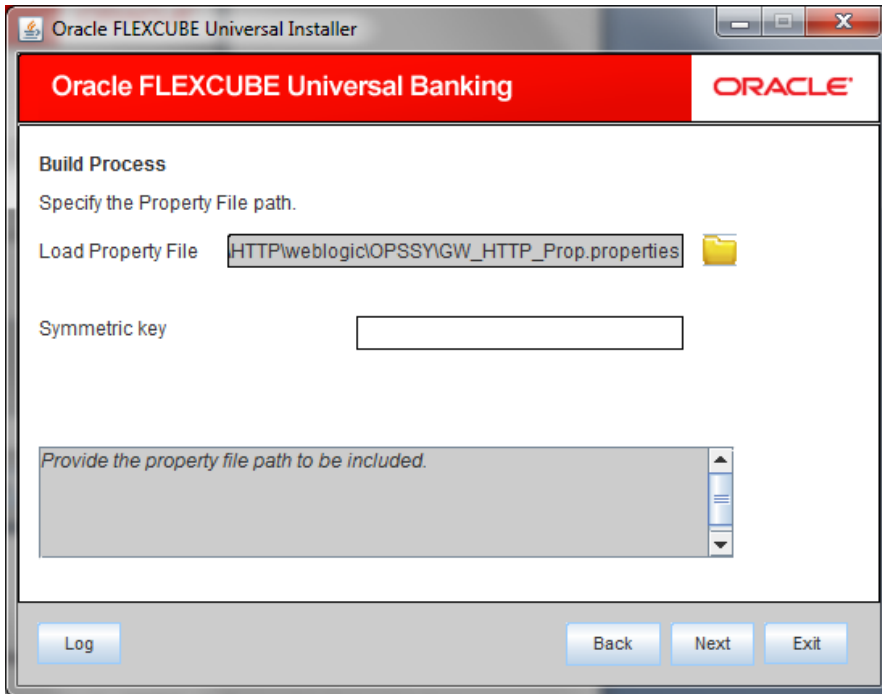 Oracle FLEXCUBE Universal Installer
Oracle FLEXCUBE Universal Banking
ORACLE
Build Process
Specify the Property File path.
Load Property File \HTTP\weblogic\OPSSY\GW_HTTP_Prop.properties
Symmetric key
Provide the property file path to be included.
Log Back Next Exit